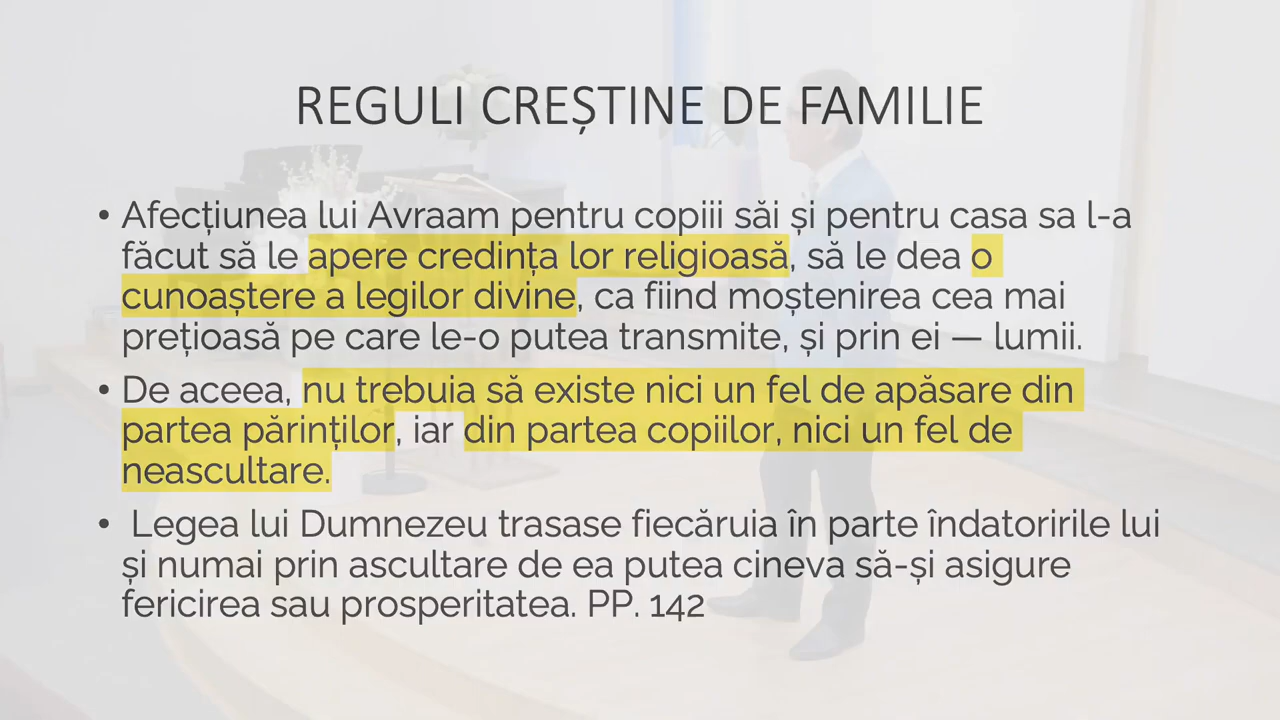 REGULI CREȘTINE DE FAMILIE
• Afecțiunea lui Avraam pentru copiii săi și pentru casa sa l-a
făcut să le apere credința lor religioasă, să le dea o
cunoaștere a legilor divine, ca fiind moștenirea cea mai
prețioasă pe care le-o putea transmite, și prin ei — lumii.
• De aceea, nu trebuia să existe nici un fel de apăsare din
partea părinților, iar din partea copiilor, nici un fel de
neascultare.
• Legea lui Dumnezeu trasase fiecăruia în parte îndatoririle lui
și numai prin ascultare de ea putea cineva să-și asigure
fericirea sau prosperitatea. PP. 142